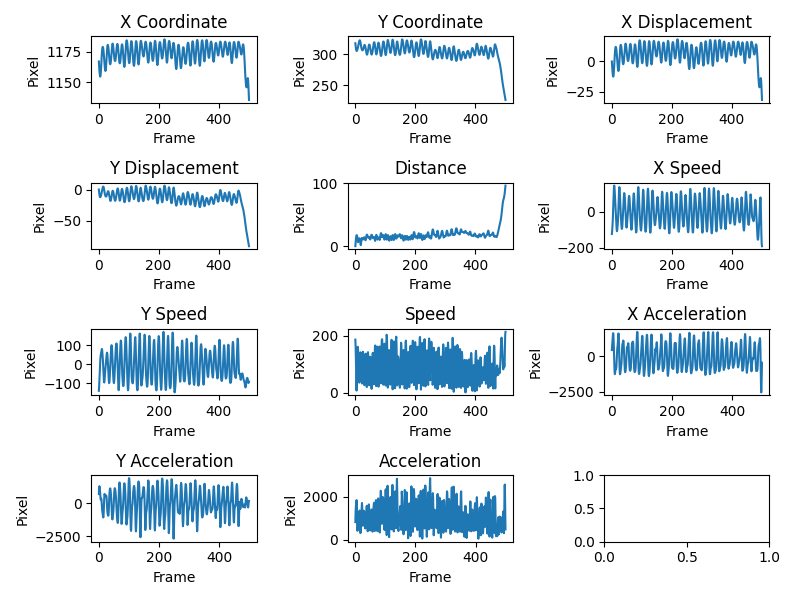 X Coordinate Y Coordinate X Displacement
1175
1150
Pixel
0 400
Frame
300
250
Pixel
0 200 400
Frame
0
−25
Pixel
0 200 400
Frame
Y Displacement Distance X Speed
0
−50
Pixel
0 200 400
Frame
100
0
Pixel
0 200 400
Frame
0
−200
Pixel
0 200 400
Frame
Y Speed Speed X Acceleration
100
0
−100
Pixel
0 200 400
Frame
200
0
Pixel
0 200 400
Frame
0
−2500
Pixel
0 200 400
Frame
Y Acceleration Acceleration
0
−2500
Pixel
0 200 400
Frame
2000
0
Pixel
0 200 400
Frame
1.0
0.5
0.0
0.0 0.5 1.0